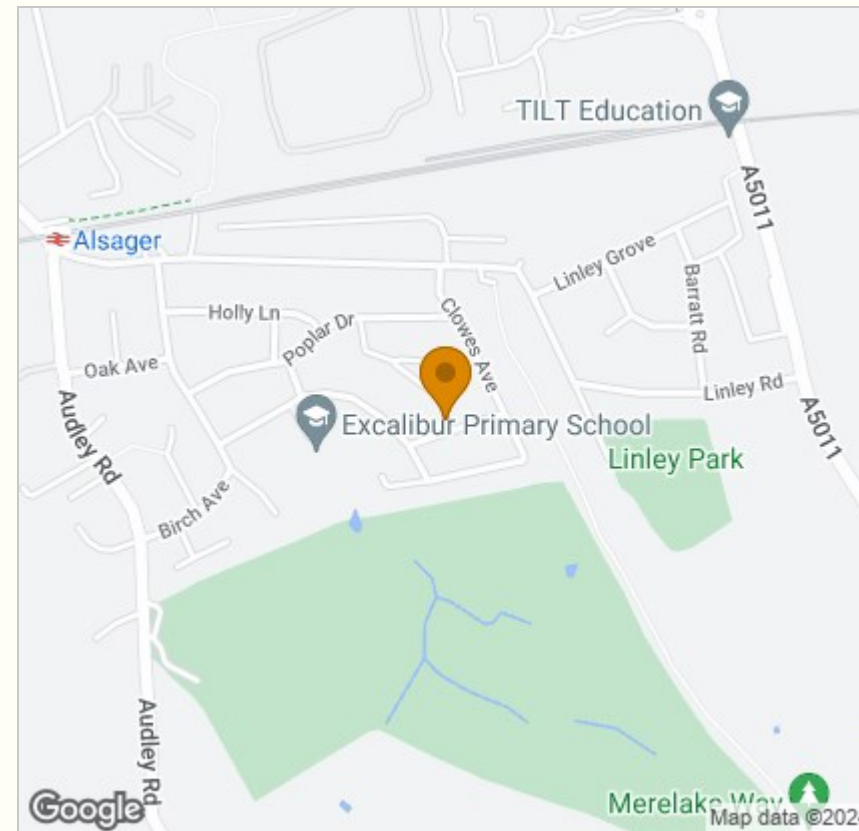 TILT Education
A5011
Alsager
Linley Grove
Barratt Rd
Holly Ln
Poplar Dr
Clowes Ave
Oak Ave
Linley Rd
Audley Rd
Excalibur Primary School
A5011
Linley Park
Birch Ave
Audley Rd
Merelake Way
Google
Map data ©2024